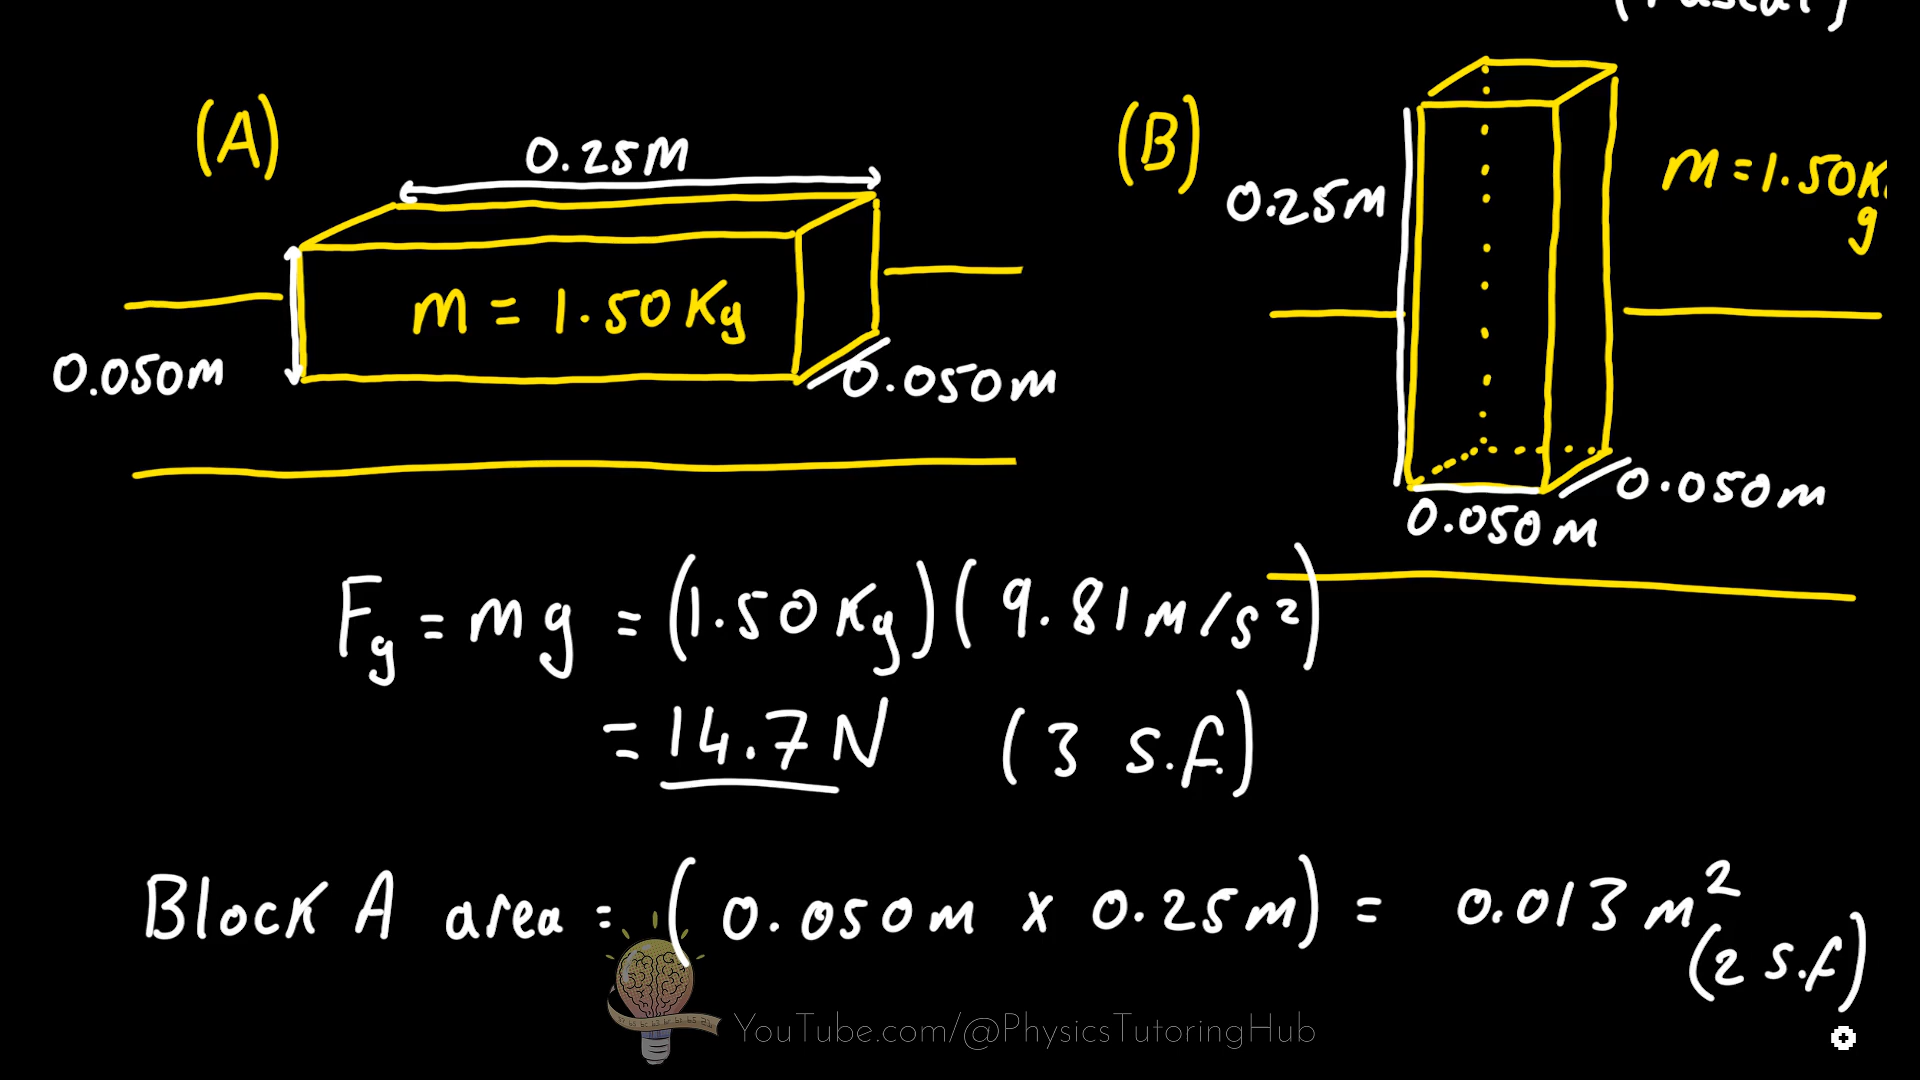 (Pascal)
(A)
0.25m
m = 1.50 Kg
0.050m
0.050m
(B)
0.25m
m = 1.50K
g
0.050m
0.050m
Fg = mg = (1.50 Kg)(9.81 m/s²)
= 14.7 N (3 s.f.)
Block A area = (0.050m x 0.25m) = 0.013 m²
(2 s.f)
YouTube.com/@PhysicsTutoringHub